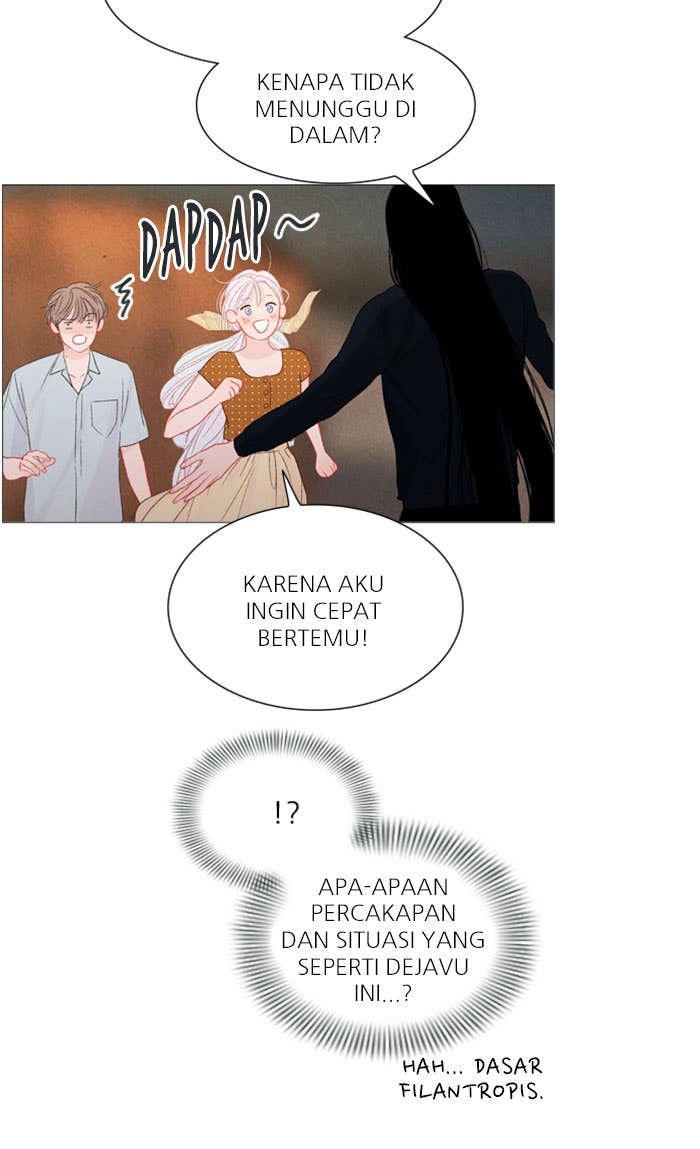 KENAPA TIDAK
MENUNGGU DI
DALAM?
DAPDAP~
KARENA AKU
INGIN CEPAT
BERTEMU!
!?
APA-APAAN
PERCAKAPAN
DAN SITUASI YANG
SEPERTI DEJAVU
INI...?
HAH... DASAR
FILANTROPIS.